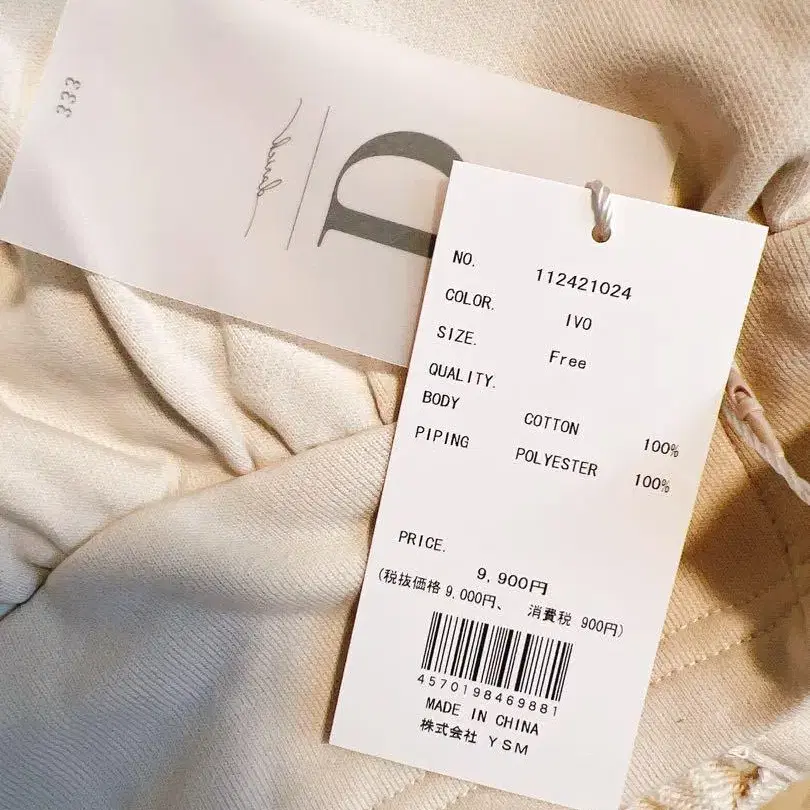 333
D
NO. 112421024
COLOR. IVO
SIZE. Free
QUALITY.
BODY COTTON 100%
PIPING POLYESTER 100%
PRICE.
9,900円
(税抜価格 9,000円、 消費税 900円)
4570198469881
MADE IN CHINA
株式会社 YSM